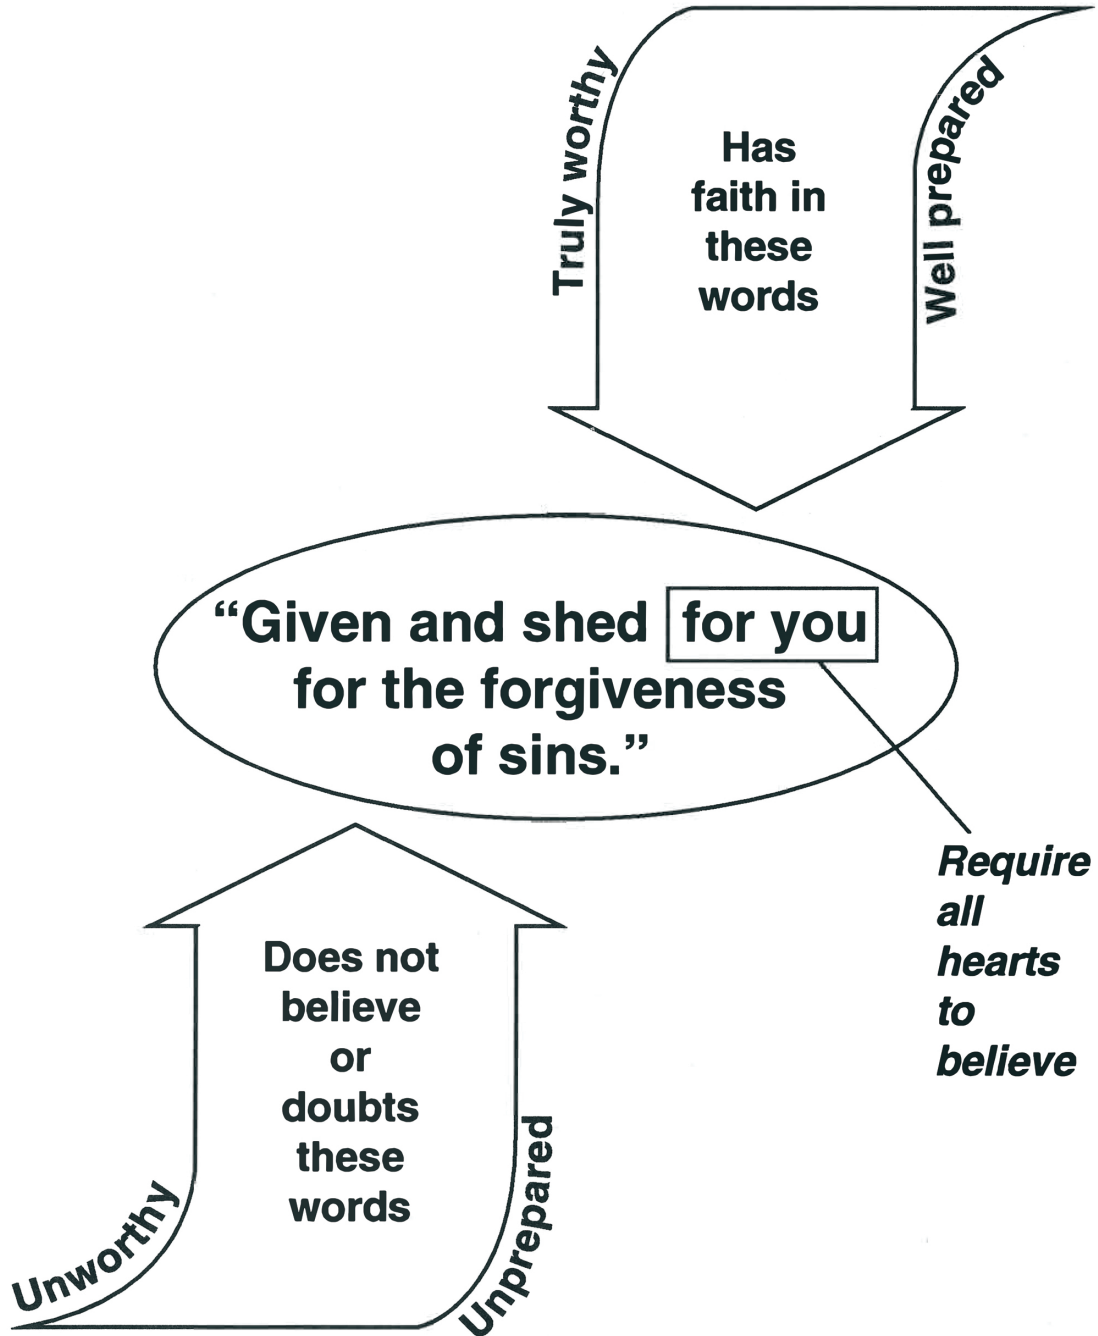 Truly worthy
Has
faith in
these
words
Well prepared
“Given and shed for you
for the forgiveness
of sins.”
Require
all
hearts
to
believe
Does not
believe
or
doubts
these
words
Unworthy
Unprepared